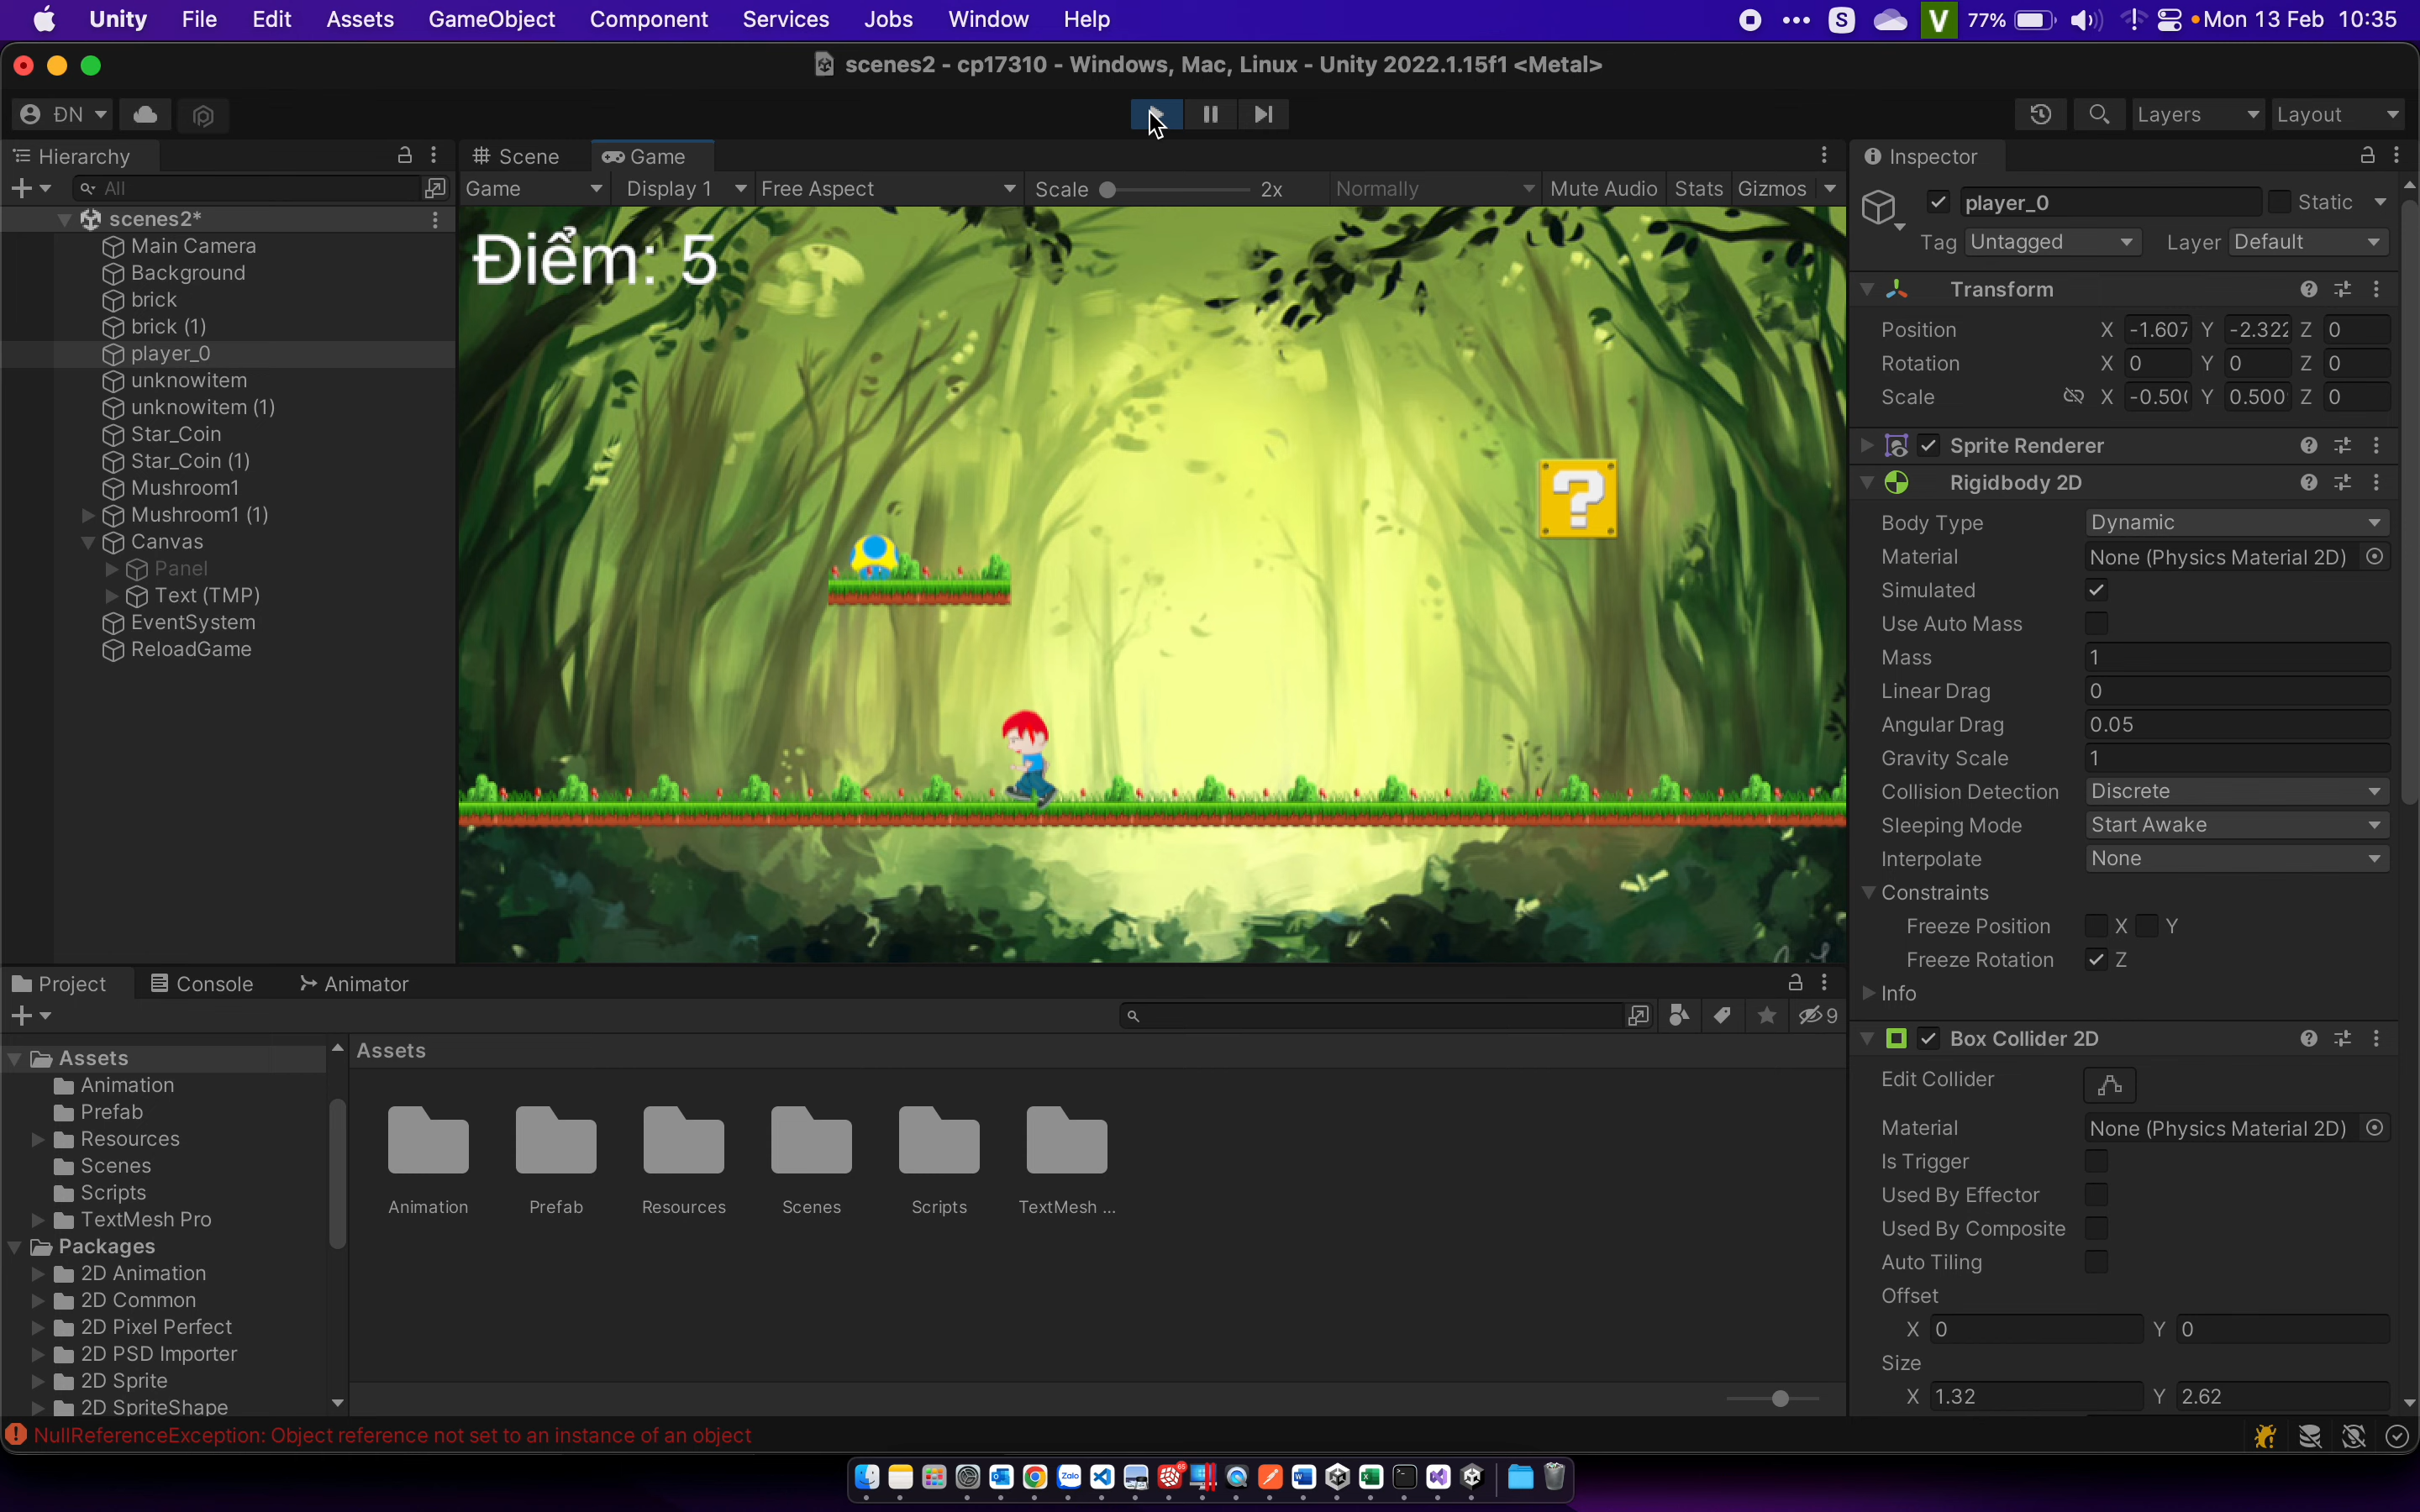 Unity File Edit Assets GameObject Component Services Jobs Window Help
S V 77% Mon 13 Feb 10:35
scenes2 - cp17310 - Windows, Mac, Linux - Unity 2022.1.15f1 <Metal>
ĐN
Layers Layout
Hierarchy
All
scenes2*
Main Camera
Background
brick
brick (1)
player_0
unknowitem
unknowitem (1)
Star_Coin
Star_Coin (1)
Mushroom1
Mushroom1 (1)
Canvas
Panel
Text (TMP)
EventSystem
ReloadGame
Scene Game
Game Display 1 Free Aspect Scale 2x Normally Mute Audio Stats Gizmos
Điểm: 5
?
Inspector
player_0 Static
Tag Untagged Layer Default
Transform
Position X -1.607 Y -2.322 Z 0
Rotation X 0 Y 0 Z 0
Scale X -0.500 Y 0.500 Z 0
Sprite Renderer
Rigidbody 2D
Body Type Dynamic
Material None (Physics Material 2D)
Simulated
Use Auto Mass
Mass 1
Linear Drag 0
Angular Drag 0.05
Gravity Scale 1
Collision Detection Discrete
Sleeping Mode Start Awake
Interpolate None
Constraints
Freeze Position X Y
Freeze Rotation Z
Info
Box Collider 2D
Edit Collider
Material None (Physics Material 2D)
Is Trigger
Used By Effector
Used By Composite
Auto Tiling
Offset
X 0 Y 0
Size
X 1.32 Y 2.62
Project Console Animator
9
Assets
Animation
Prefab
Resources
Scenes
Scripts
TextMesh Pro
Packages
2D Animation
2D Common
2D Pixel Perfect
2D PSD Importer
2D Sprite
2D SpriteShape
Assets
Animation Prefab Resources Scenes Scripts TextMesh ...
NullReferenceException: Object reference not set to an instance of an object
Zalo